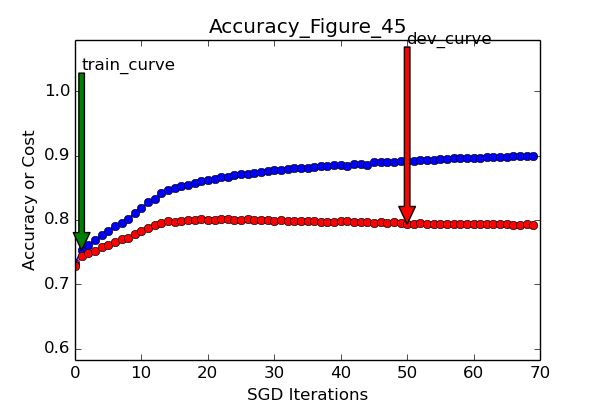 Accuracy_Figure_45
dev_curve
train_curve
1.0
0.9
0.8
0.7
0.6
Accuracy or Cost
0 10 20 30 40 50 60 70
SGD Iterations